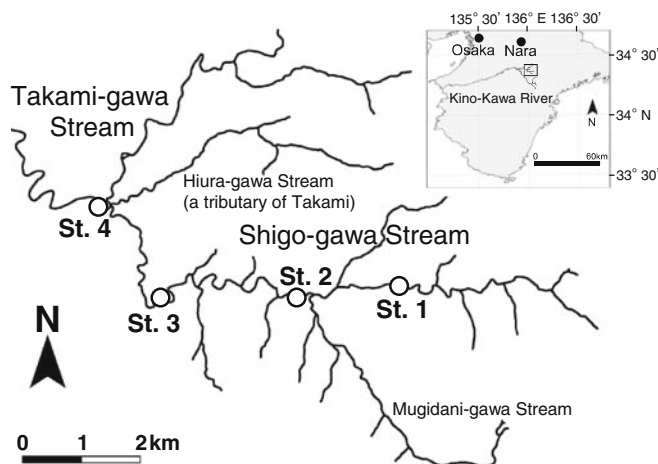 135° 30' 136° E 136° 30'
Osaka Nara
34° 30'
Kino-Kawa River
N
34° N
0 60km
33° 30'
Takami-gawa
Stream
Hiura-gawa Stream
(a tributary of Takami)
St. 4
Shigo-gawa Stream
St. 2
St. 3
St. 1
N
Mugidani-gawa Stream
0 1 2km